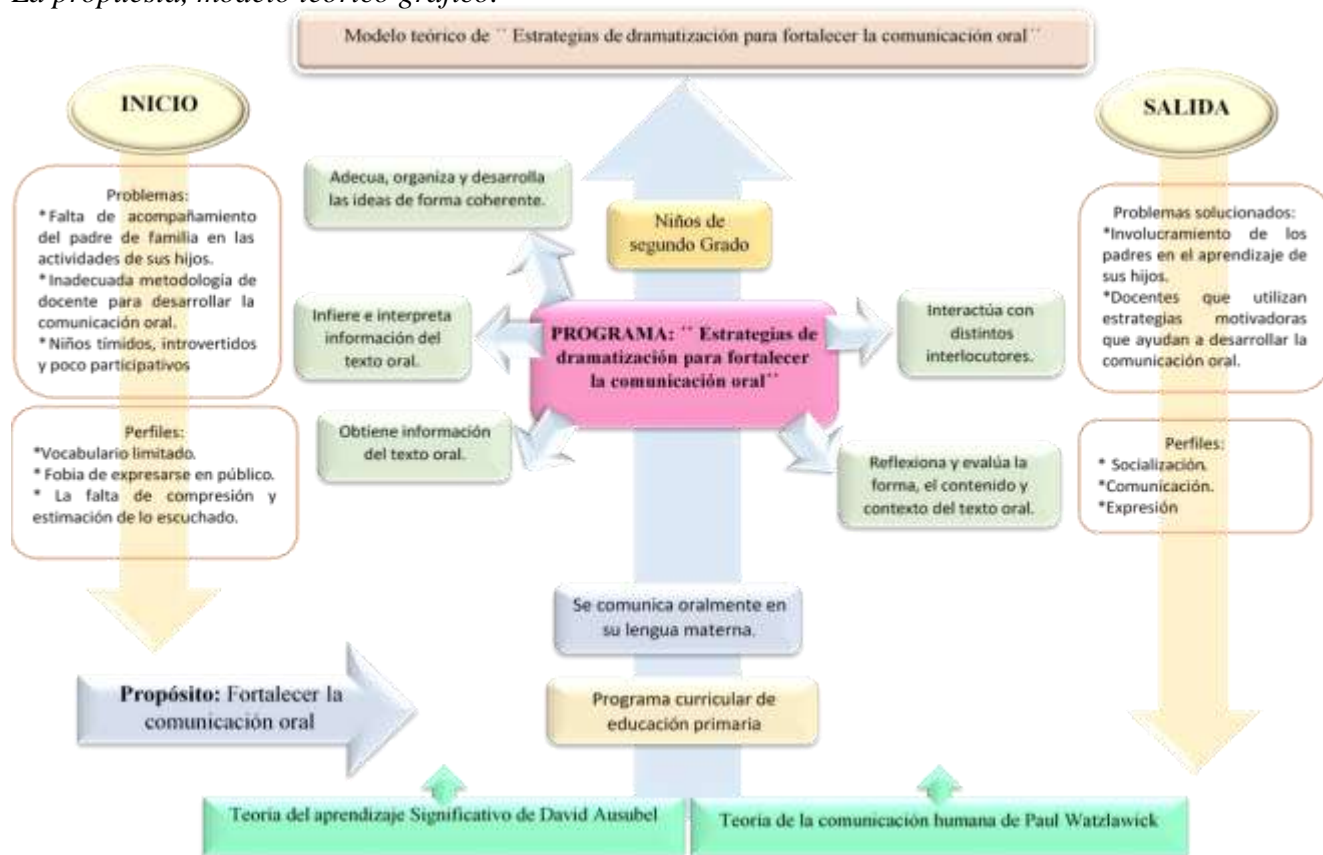 La propuesta, modelo teórico gráfico:
Modelo teórico de ´´ Estrategias de dramatización para fortalecer la comunicación oral´´
INICIO
Problemas:
*Falta de acompañamiento
del padre de familia en las
actividades de sus hijos.
*Inadecuada metodología de
docente para desarrollar la
comunicación oral.
* Niños tímidos, introvertidos
y poco participativos
Perfiles:
*Vocabulario limitado.
* Fobia de expresarse en público.
* La falta de compresión y
estimación de lo escuchado.
Propósito: Fortalecer la
comunicación oral
Adecua, organiza y desarrolla
las ideas de forma coherente.
Infiere e interpreta
información del
texto oral.
Obtiene información
del texto oral.
Niños de
segundo Grado
PROGRAMA: ´´ Estrategias de
dramatización para fortalecer
la comunicación oral´´
Interactúa con
distintos
interlocutores.
Reflexiona y evalúa la
forma, el contenido y
contexto del texto oral.
Se comunica oralmente en
su lengua materna.
Programa curricular de
educación primaria
Teoría del aprendizaje Significativo de David Ausubel
Teoría de la comunicación humana de Paul Watzlawick
SALIDA
Problemas solucionados:
*Involucramiento de los
padres en el aprendizaje de
sus hijos.
*Docentes que utilizan
estrategias motivadoras
que ayudan a desarrollar la
comunicación oral.
Perfiles:
* Socialización.
*Comunicación.
*Expresión